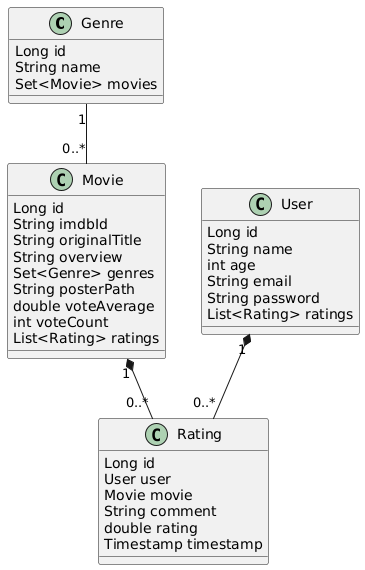 C Genre
Long id
String name
Set<Movie> movies
1
0..*
C Movie
Long id
String imdbId
String originalTitle
String overview
Set<Genre> genres
String posterPath
double voteAverage
int voteCount
List<Rating> ratings
C User
Long id
String name
int age
String email
String password
List<Rating> ratings
1
1
0..*
0..*
C Rating
Long id
User user
Movie movie
String comment
double rating
Timestamp timestamp